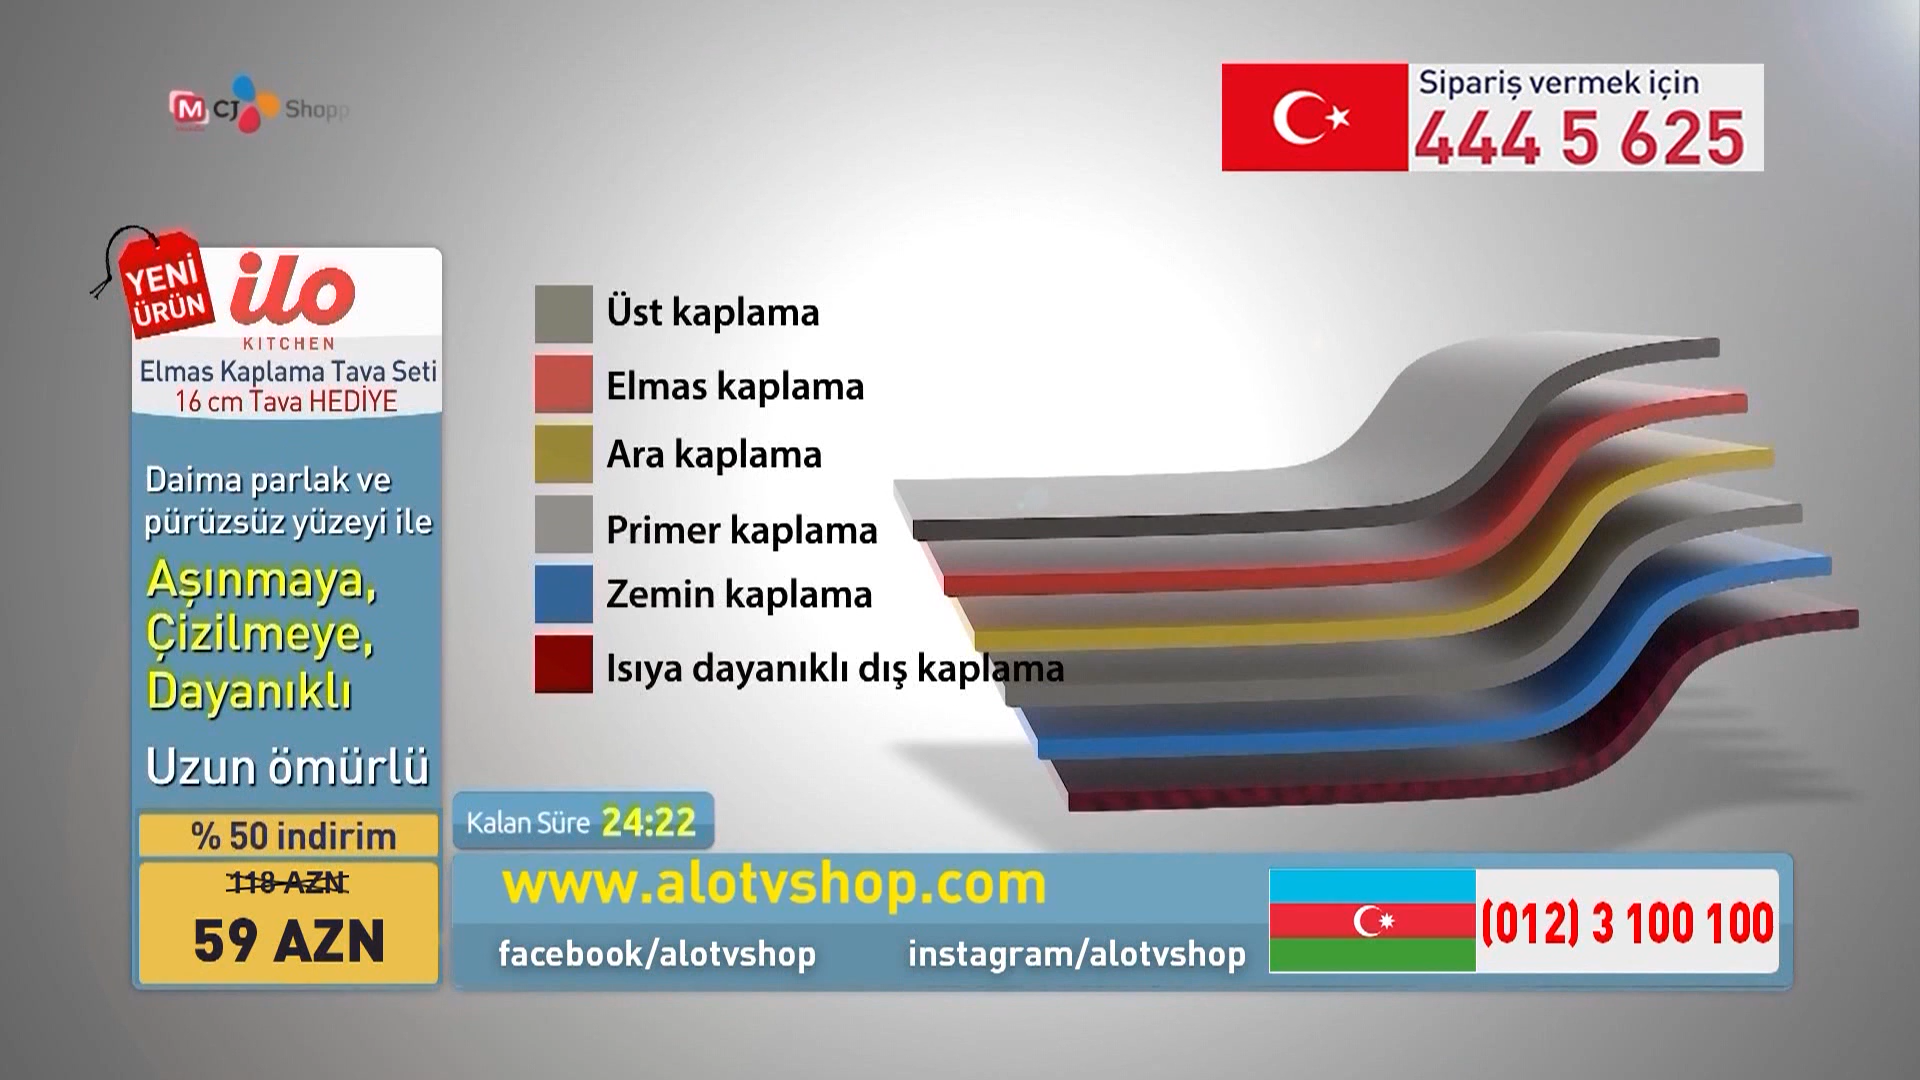 M CJ Shopp
Sipariş vermek için
444 5 625
YENİ
ÜRÜN
ilo
KITCHEN
Elmas Kaplama Tava Seti
16 cm Tava HEDİYE
Daima parlak ve
pürüzsüz yüzeyi ile
Aşınmaya,
Çizilmeye,
Dayanıklı
Uzun ömürlü
% 50 indirim
118 AZN
59 AZN
Üst kaplama
Elmas kaplama
Ara kaplama
Primer kaplama
Zemin kaplama
Isıya dayanıklı dış kaplama
Kalan Süre 24:22
www.alotvshop.com
facebook/alotvshop instagram/alotvshop
(012) 3 100 100